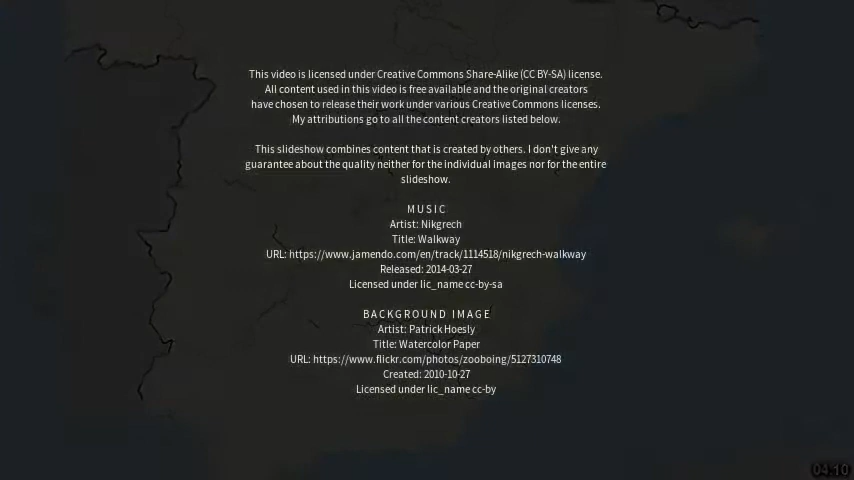 This video is licensed under Creative Commons Share-Alike (CC BY-SA) license.
All content used in this video is free available and the original creators
have chosen to release their work under various Creative Commons licenses.
My attributions go to all the content creators listed below.
This slideshow combines content that is created by others. I don't give any
guarantee about the quality neither for the individual images nor for the entire
slideshow.
MUSIC
Artist: Nikgrech
Title: Walkway
URL: https://www.jamendo.com/en/track/1114518/nikgrech-walkway
Released: 2014-03-27
Licensed under lic_name cc-by-sa
BACKGROUND IMAGE
Artist: Patrick Hoesly
Title: Watercolor Paper
URL: https://www.flickr.com/photos/zooboing/5127310748
Created: 2010-10-27
Licensed under lic_name cc-by
04:10